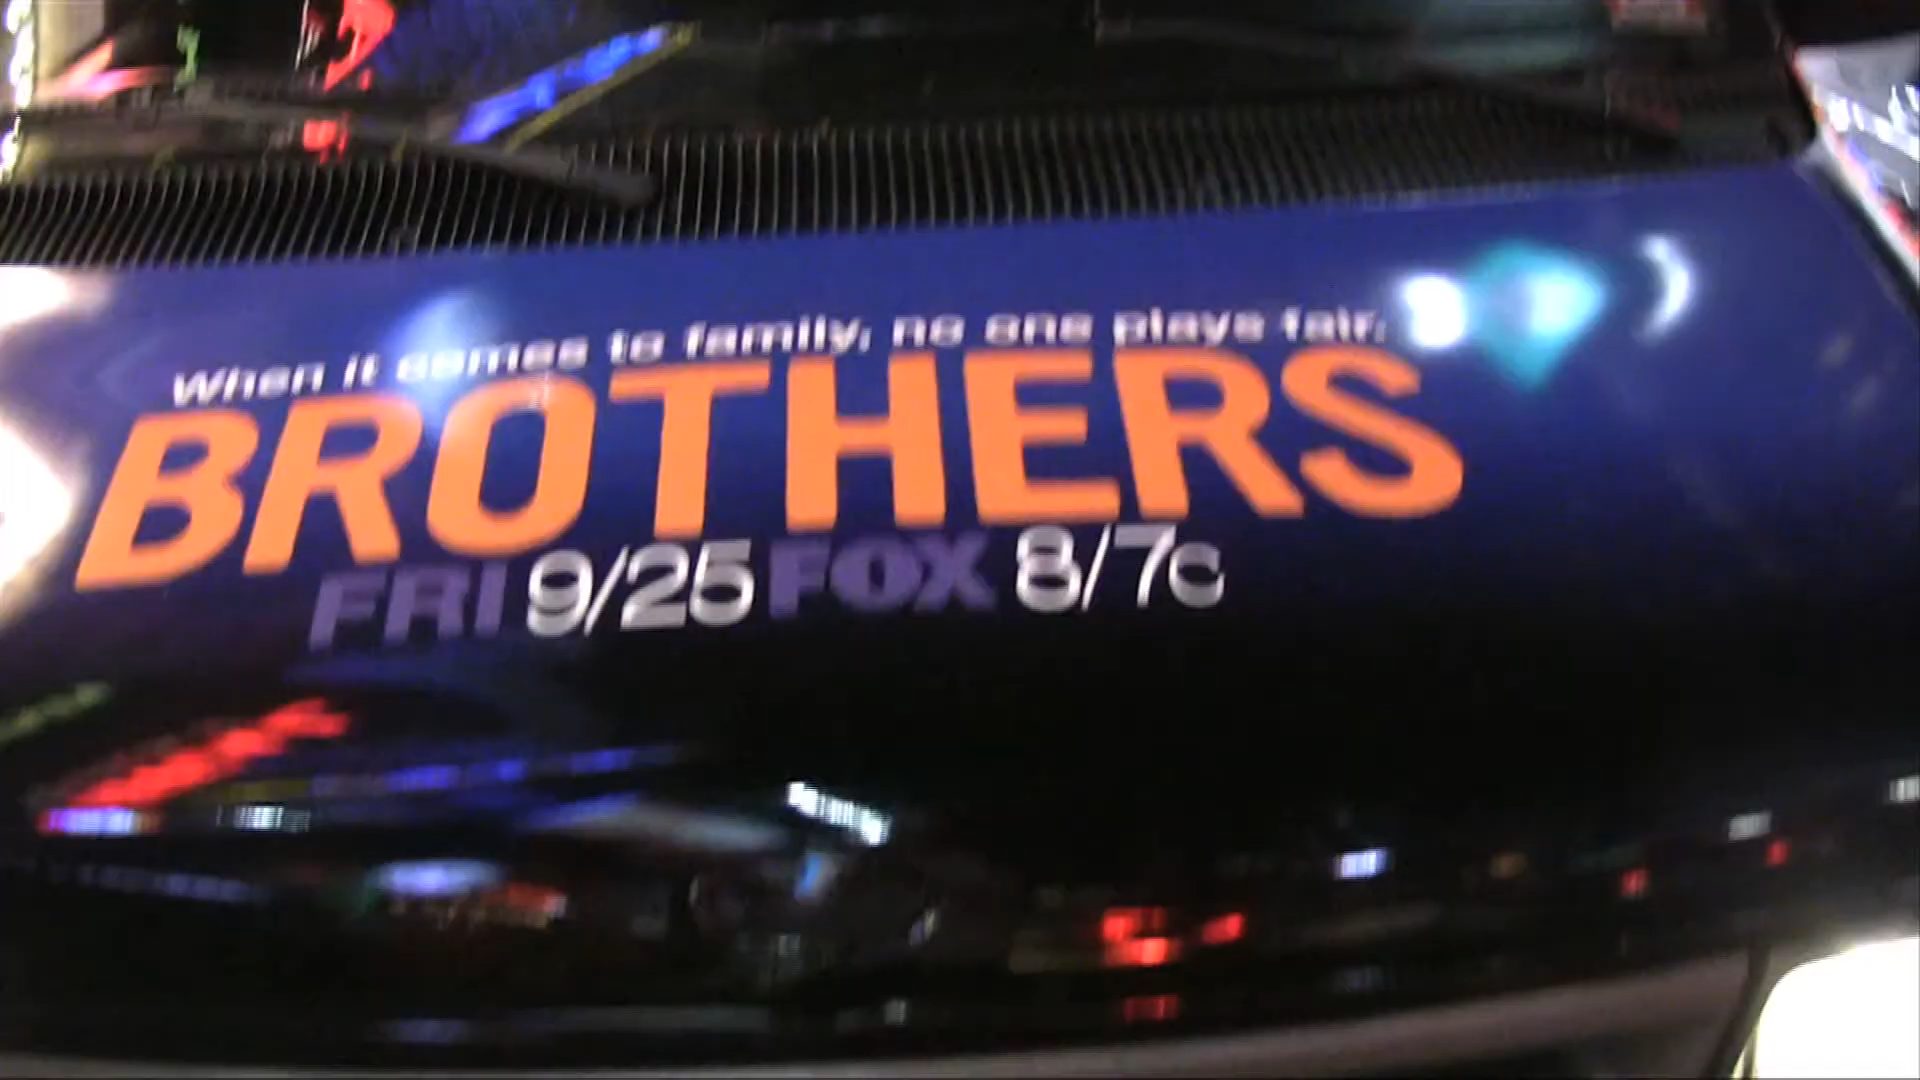 When it comes to family, no one plays fair.
BROTHERS
FRI 9/25 FOX 8/7c